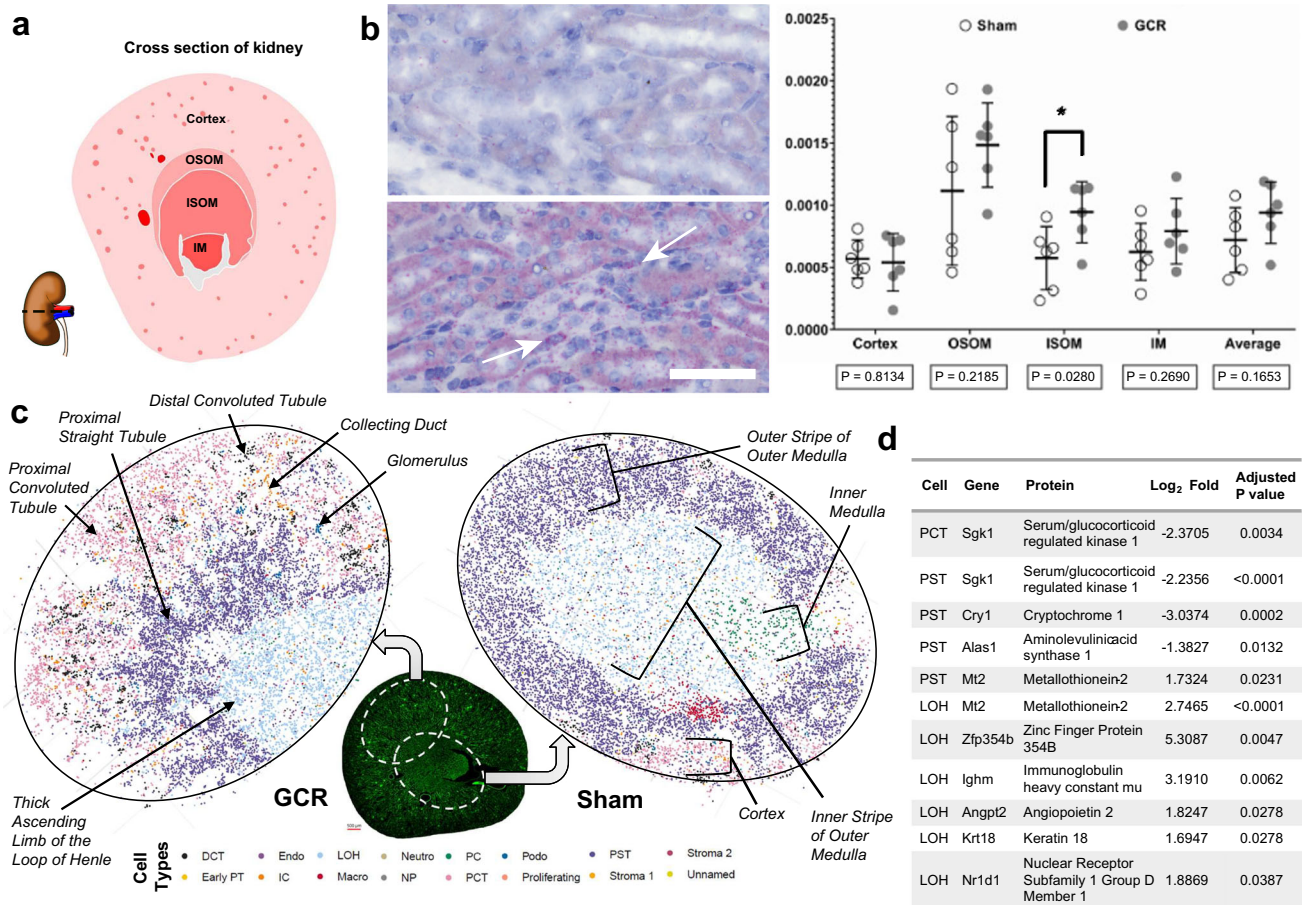 a
Cross section of kidney
Cortex
OSOM
ISOM
IM
b
Sham
GCR
0.0025
0.0020
0.0015
0.0010
0.0005
0.0000
*
Cortex
OSOM
ISOM
IM
Average
P = 0.8134
P = 0.2185
P = 0.0280
P = 0.2690
P = 0.1653
c
Distal Convoluted Tubule
Proximal
Straight Tubule
Collecting Duct
Proximal
Convoluted
Tubule
Glomerulus
Thick
Ascending
Limb of the
Loop of Henle
GCR
Sham
Outer Stripe of
Outer Medulla
Inner
Medulla
Cortex
Inner Stripe
of Outer
Medulla
Cell
Types
DCT
Endo
LOH
Neutro
PC
Podo
PST
Stroma 2
Early PT
IC
Macro
NP
PCT
Proliferating
Stroma 1
Unnamed
d
Cell Gene Protein Log2 Fold Adjusted
P value
PCT Sgk1 Serum/glucocorticoid
regulated kinase 1 -2.3705 0.0034
PST Sgk1 Serum/glucocorticoid
regulated kinase 1 -2.2356 <0.0001
PST Cry1 Cryptochrome 1 -3.0374 0.0002
PST Alas1 Aminolevulinicacid
synthase 1 -1.3827 0.0132
PST Mt2 Metallothionein-2 1.7324 0.0231
LOH Mt2 Metallothionein-2 2.7465 <0.0001
LOH Zfp354b Zinc Finger Protein
354B 5.3087 0.0047
LOH Ighm Immunoglobulin
heavy constant mu 3.1910 0.0062
LOH Angpt2 Angiopoietin 2 1.8247 0.0278
LOH Krt18 Keratin 18 1.6947 0.0278
LOH Nr1d1 Nuclear Receptor
Subfamily 1 Group D
Member 1 1.8869 0.0387